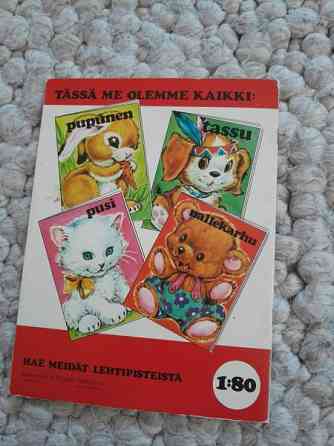 TÄSSÄ ME OLEMME KAIKKI:
pupunen
tassu
pusi
nallekarhu
HAE MEIDÄT LEHTIPISTEISTÄ
1:80